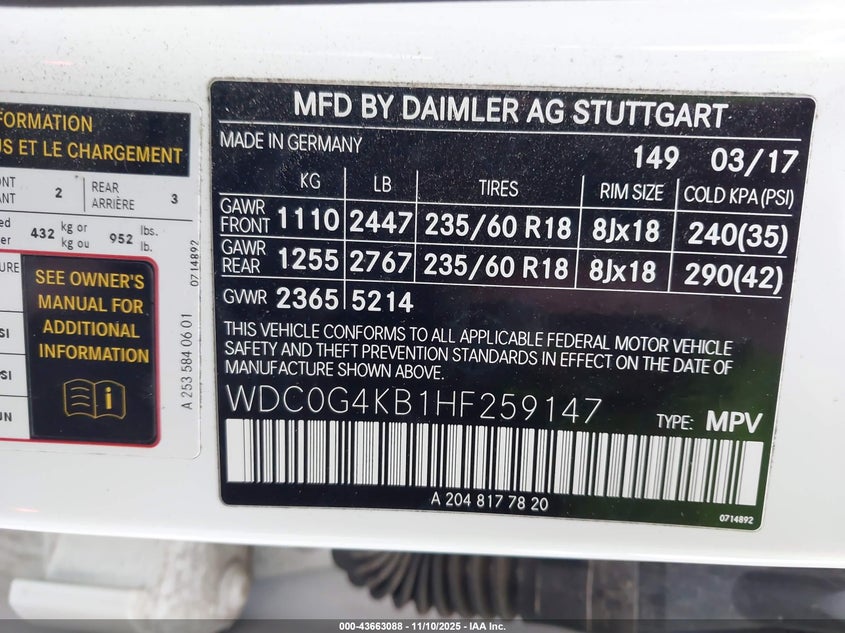 FORMATION
US ET LE CHARGEMENT
2
REAR
ARRIÈRE
3
432
kg or
kg ou
952
lbs.
lb.
0714892
SEE OWNER'S
MANUAL FOR
ADDITIONAL
INFORMATION
A 253 584 06 01
MFD BY DAIMLER AG STUTTGART
MADE IN GERMANY
149 03/17
KG LB TIRES RIM SIZE COLD KPA (PSI)
GAWR FRONT 1110 2447 235/60 R18 8Jx18 240(35)
GAWR REAR 1255 2767 235/60 R18 8Jx18 290(42)
GVWR 2365 5214
THIS VEHICLE CONFORMS TO ALL APPLICABLE FEDERAL MOTOR VEHICLE
SAFETY AND THEFT PREVENTION STANDARDS IN EFFECT ON THE DATE OF
MANUFACTURE SHOWN ABOVE.
WDC0G4KB1HF259147
TYPE: MPV
A 204 817 78 20
0714892
000-43663088 - 11/10/2025 - IAA Inc.